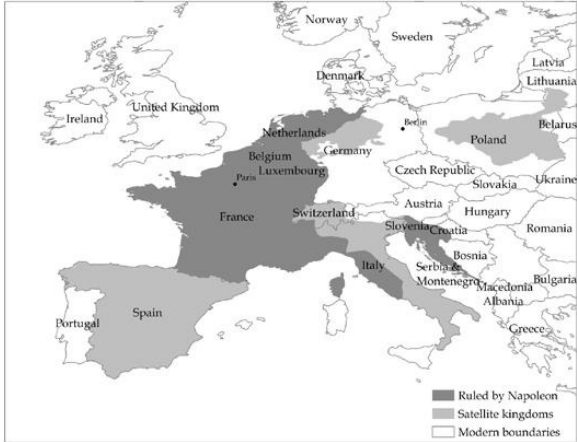 Norway
Sweden
Latvia
Lithuania
Denmark
United Kingdom
Ireland
Belarus
Berlin
Netherlands
Poland
Belgium
Germany
Luxembourg
Czech Republic
Ukraine
Paris
Slovakia
Austria
France
Switzerland
Hungary
Slovenia
Croatia
Romania
Bosnia
Italy
Serbia &
Montenegro
Bulgaria
Macedonia
Albania
Spain
Portugal
Greece
Ruled by Napoleon
Satellite kingdoms
Modern boundaries